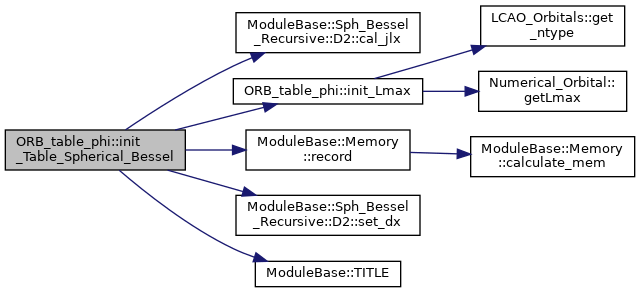 ORB_table_phi::init
_Table_Spherical_Bessel
ModuleBase::Sph_Bessel
_Recursive::D2::cal_jlx
ORB_table_phi::init_Lmax
LCAO_Orbitals::get
_ntype
Numerical_Orbital::
getLmax
ModuleBase::Memory
::record
ModuleBase::Memory
::calculate_mem
ModuleBase::Sph_Bessel
_Recursive::D2::set_dx
ModuleBase::TITLE